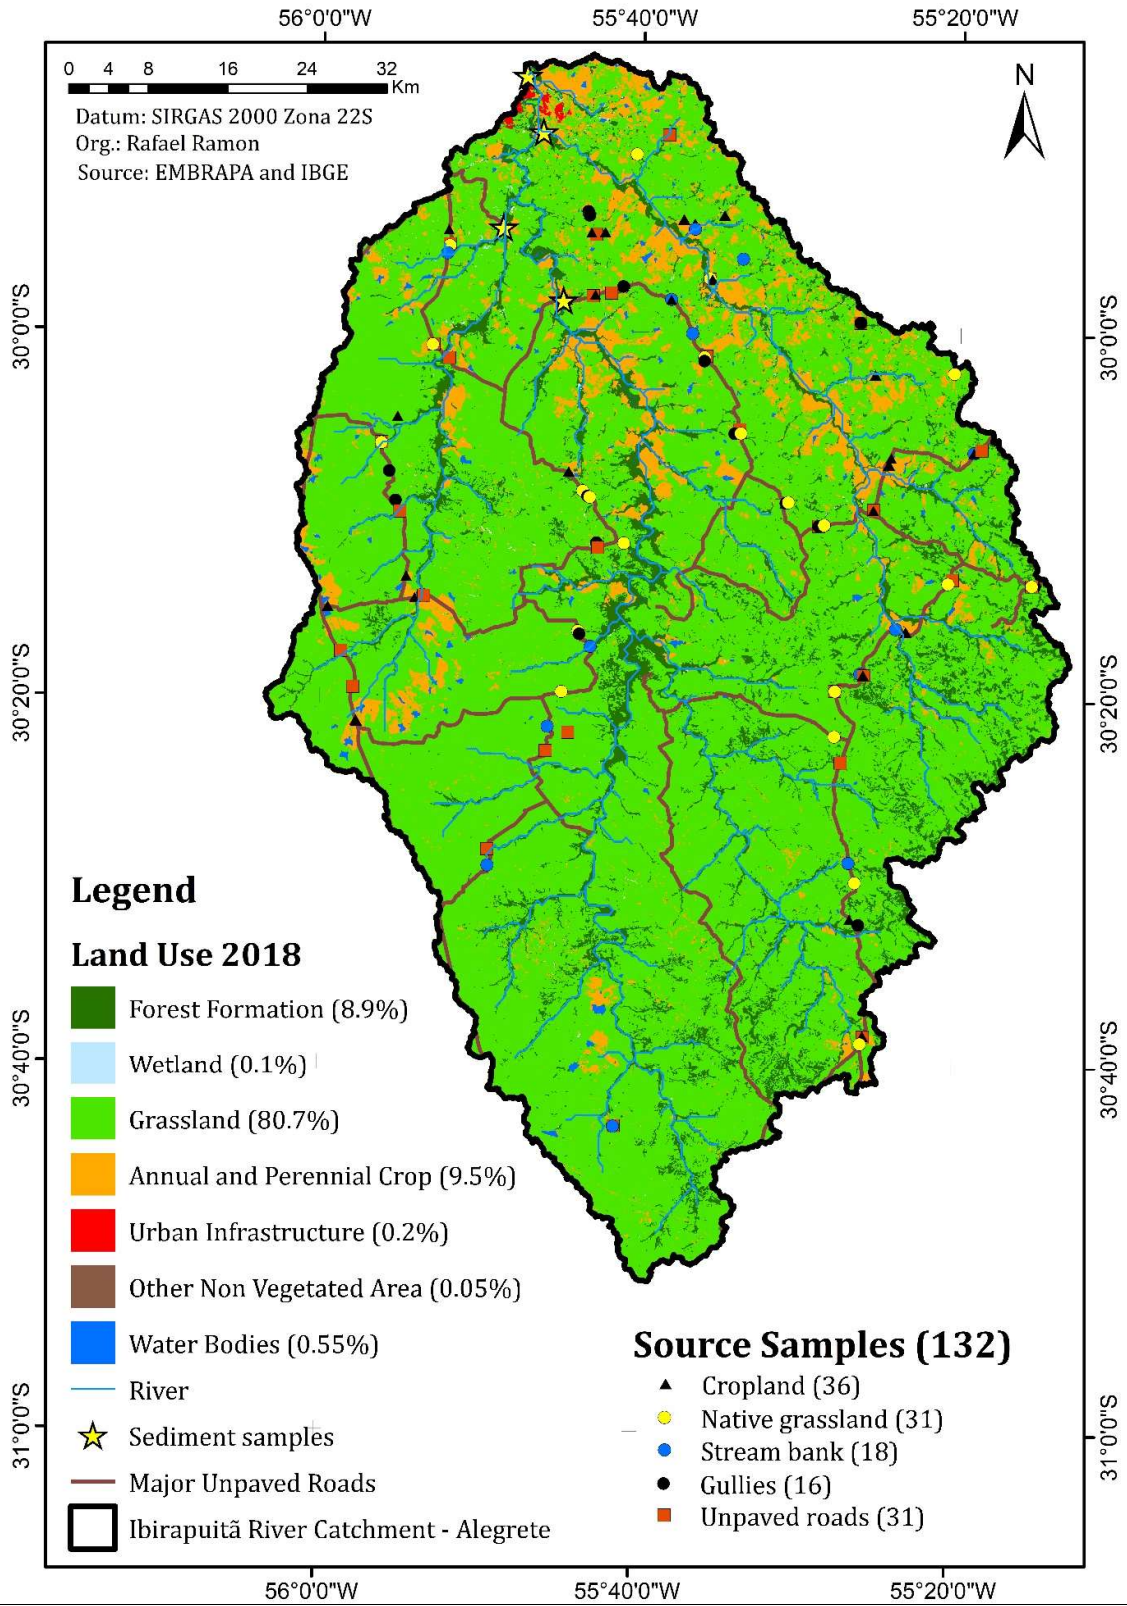 56°0'0"W 55°40'0"W 55°20'0"W
0 4 8 16 24 32
Km
N
Datum: SIRGAS 2000 Zona 22S
Org.: Rafael Ramon
Source: EMBRAPA and IBGE
30°0'0"S 30°0'0"S
30°20'0"S 30°20'0"S
30°40'0"S 30°40'0"S
31°0'0"S 31°0'0"S
Legend
Land Use 2018
Forest Formation (8.9%)
Wetland (0.1%)
Grassland (80.7%)
Annual and Perennial Crop (9.5%)
Urban Infrastructure (0.2%)
Other Non Vegetated Area (0.05%)
Water Bodies (0.55%)
River
Sediment samples
Major Unpaved Roads
Ibirapuitã River Catchment - Alegrete
Source Samples (132)
Cropland (36)
Native grassland (31)
Stream bank (18)
Gullies (16)
Unpaved roads (31)
56°0'0"W 55°40'0"W 55°20'0"W